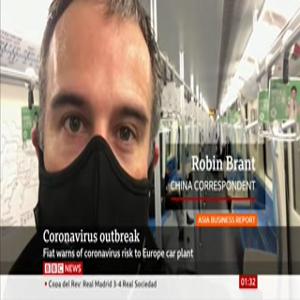 Robin Brant
CHINA CORRESPONDENT
ASIA BUSINESS REPORT
Coronavirus outbreak
Fiat warns of coronavirus risk to Europe car plant
BBC NEWS
01:32
Copa del Rey: Real Madrid 3-4 Real Sociedad